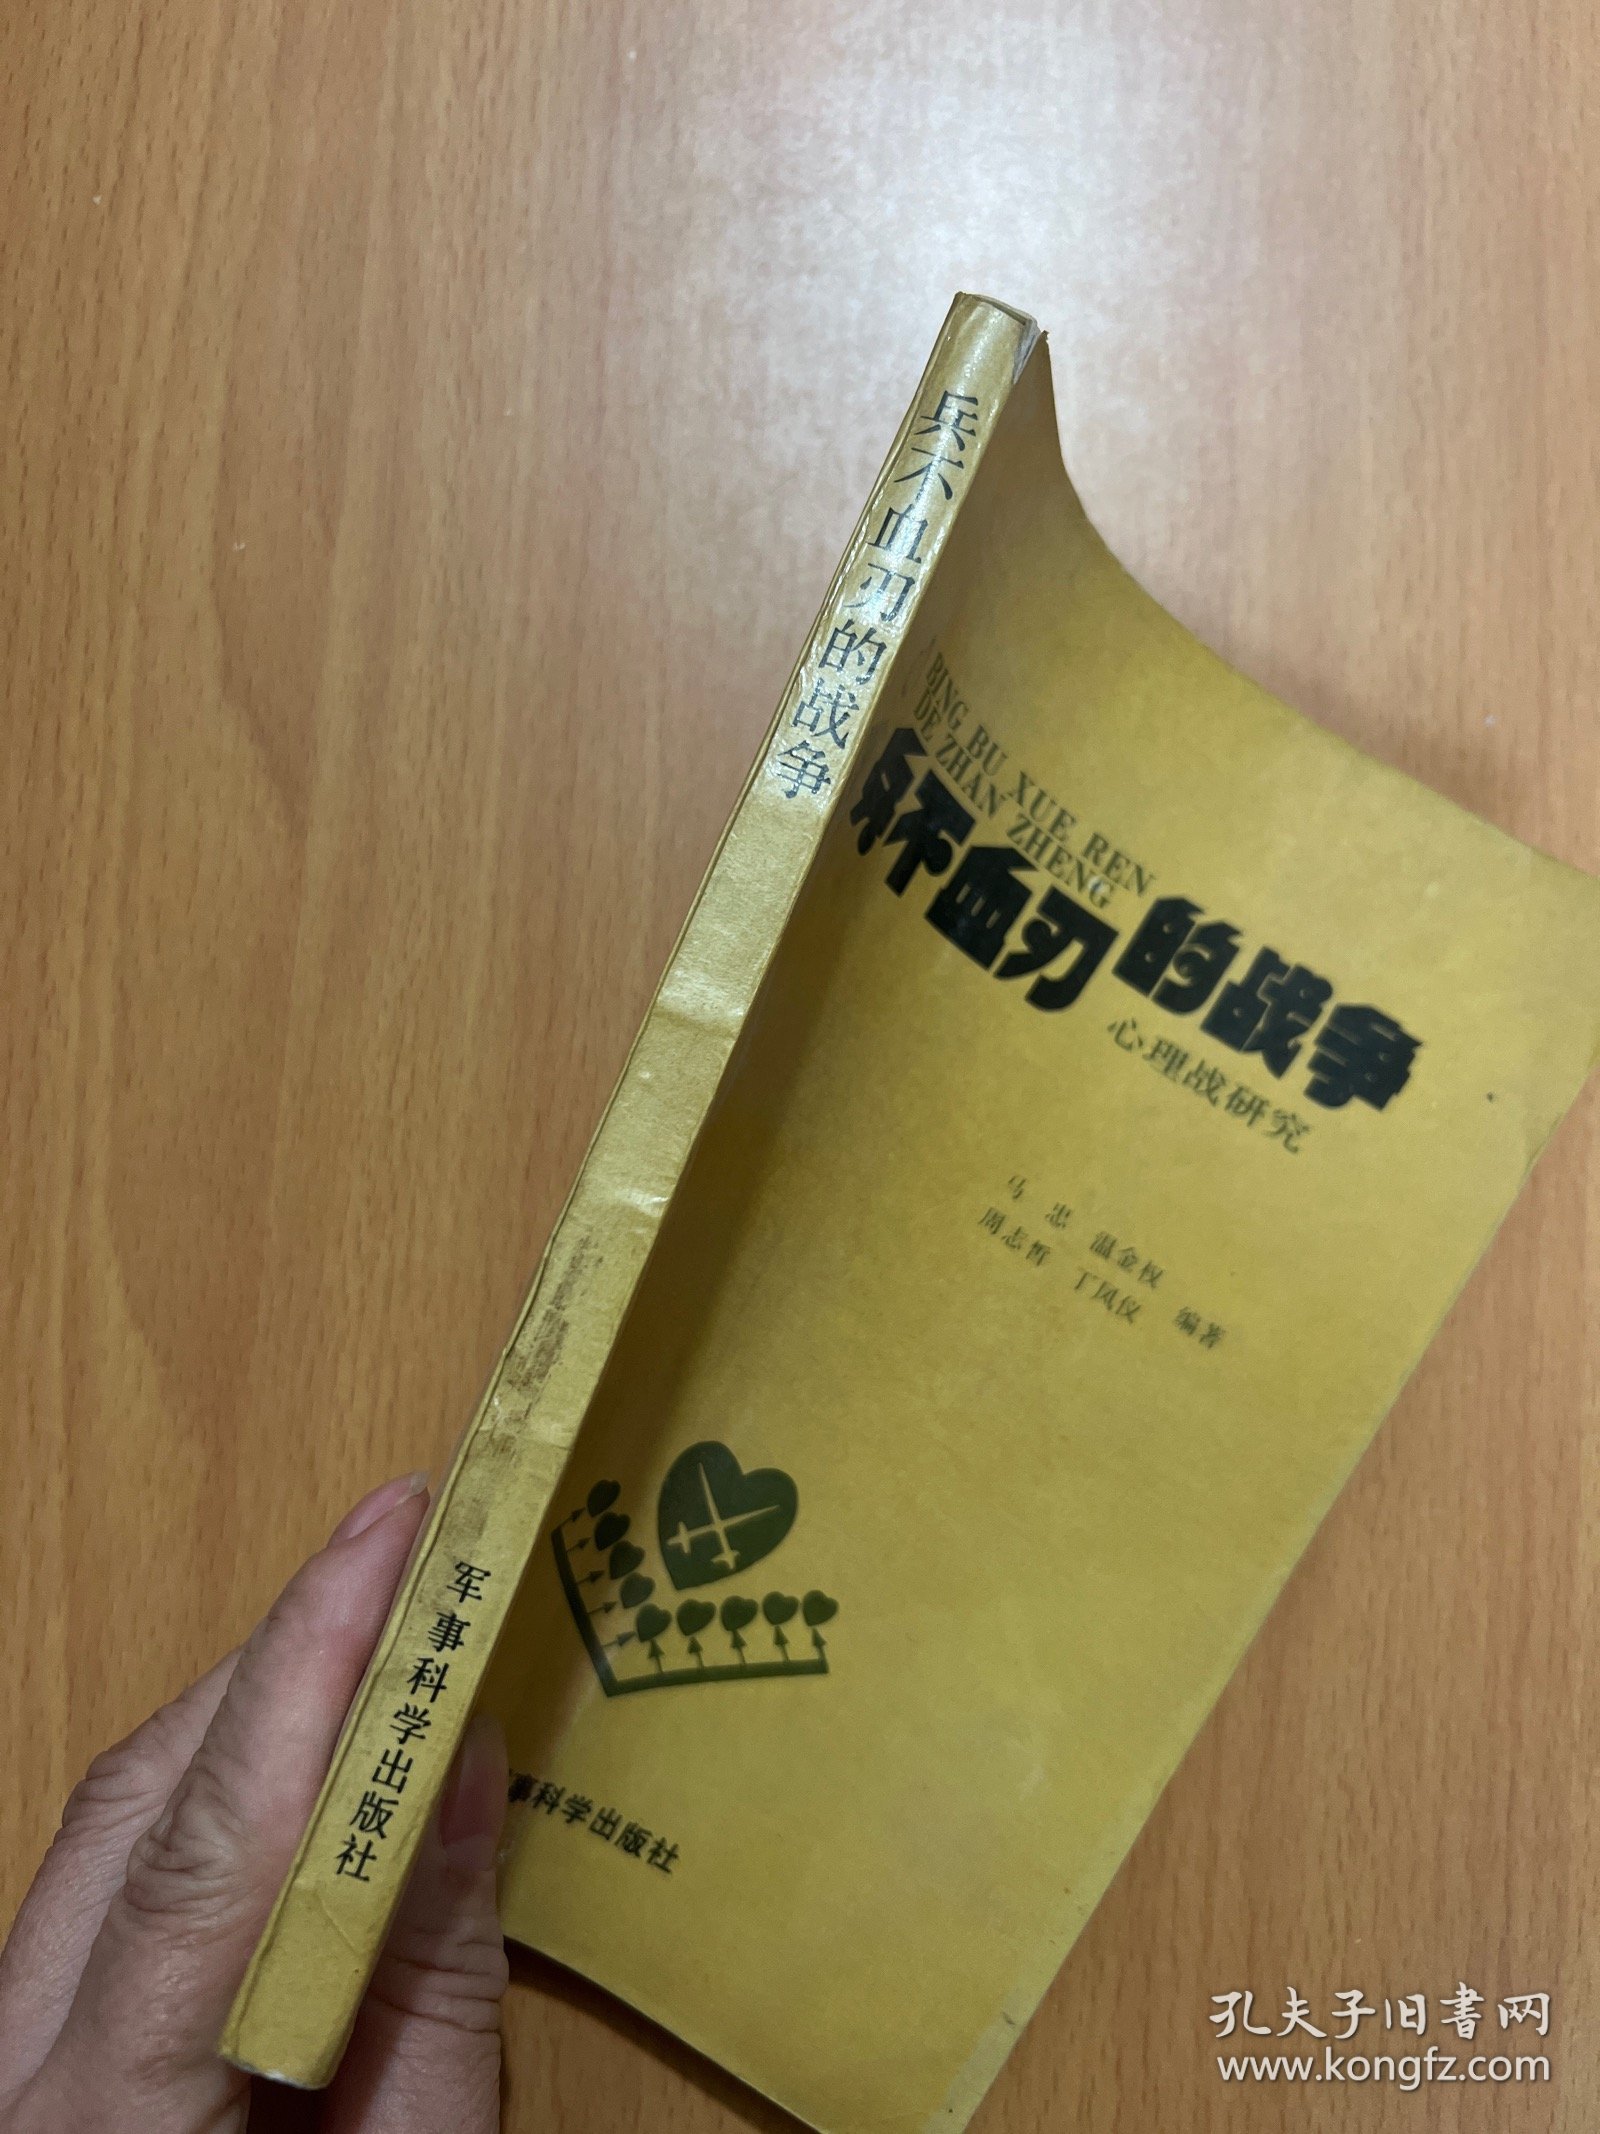 兵不血刃的战争
军事科学出版社
BING BU XUE REN
DE ZHAN ZHENG
兵不血刃的战争
心理战研究
马 忠 温金权
周志哲 丁凤仪 编著
事科学出版社
孔夫子旧书网
www.kongfz.com